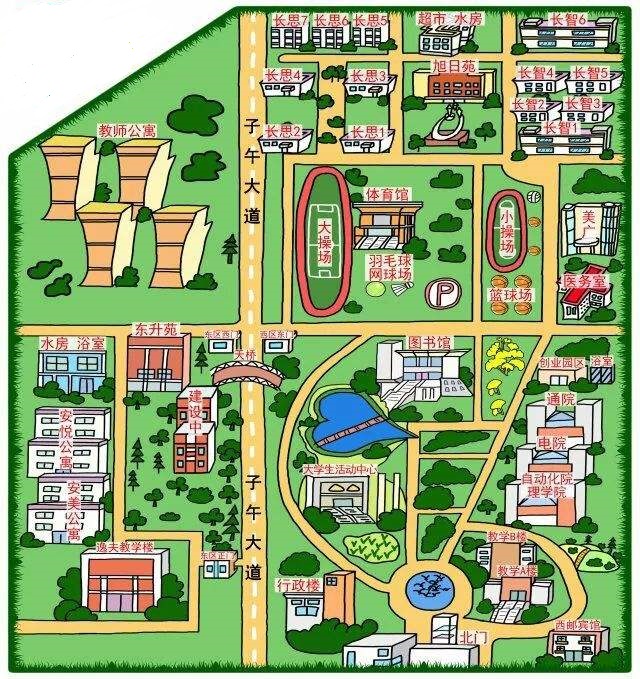 长思7 长思6 长思5
超市 水房
长智6
长思4 长思3
旭日苑
长智4 长智5
长智2 长智3
长思2 长思1
长智1
教师公寓
子午大道
体育馆
大操场
小操场
美广
羽毛球
网球场
P
篮球场
医务室
水房 浴室
东升苑
东区西门
西区东门
天桥
图书馆
创业园区 浴室
建设中
安悦公寓
通院
电院
大学生活动中心
自动化院
理学院
安美公寓
子午大道
逸夫教学楼
东区正门
教学B楼
教学A楼
行政楼
北门
西邮宾馆